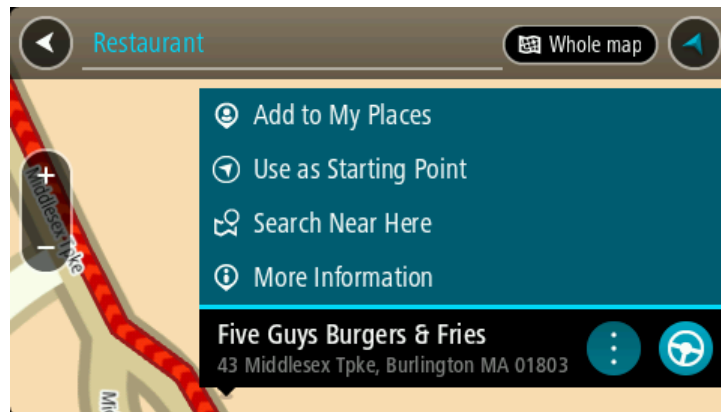 Restaurant
Whole map
Add to My Places
Use as Starting Point
Search Near Here
More Information
Five Guys Burgers & Fries
43 Middlesex Tpke, Burlington MA 01803
+
−
Middlesex Tpke
Mi